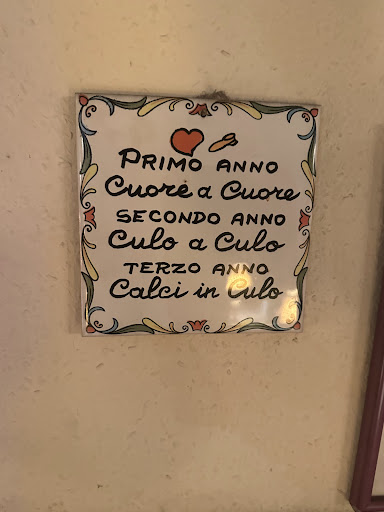 PRIMO ANNO
Cuore a Cuore
SECONDO ANNO
Culo a Culo
TERZO ANNO
Calci in Culo